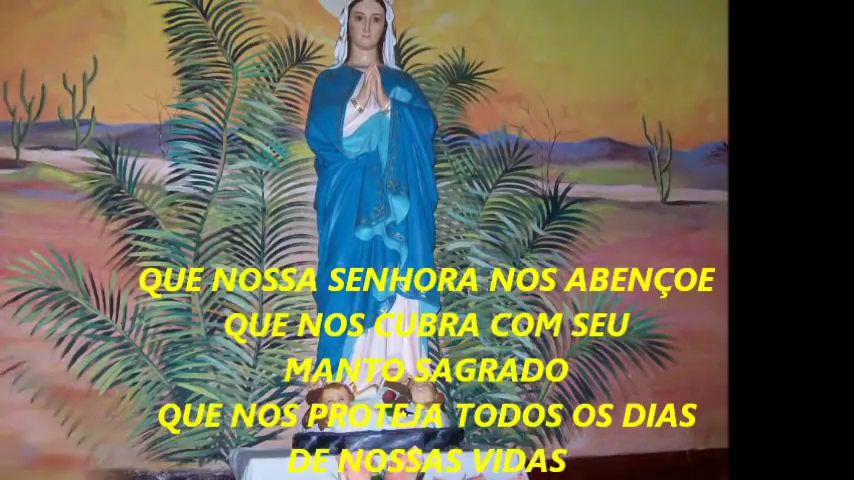 QUE NOSSA SENHORA NOS ABENÇOE
QUE NOS CUBRA COM SEU
MANTO SAGRADO
QUE NOS PROTEJA TODOS OS DIAS
DE NOSSAS VIDAS